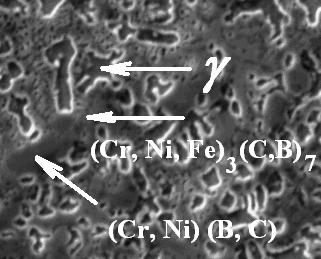 γ
(Cr, Ni, Fe)₃(C,B)₇
(Cr, Ni) (B, C)